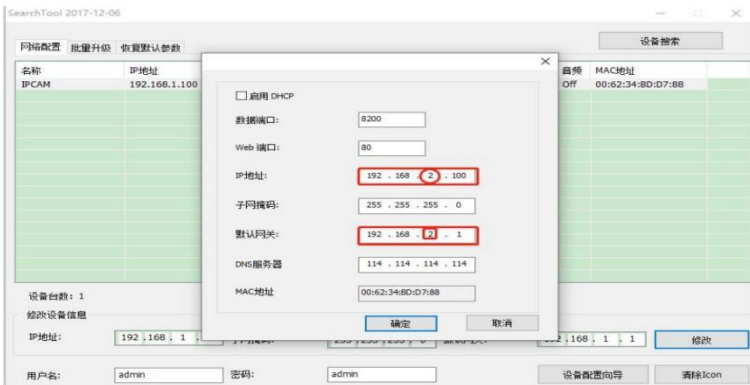 SearchTool 2017-12-06
网络配置 批量升级 恢复默认参数
设备搜索
名称 IP地址 音频 MAC地址
IPCAM 192.168.1.100 Off 00:62:34:BD:D7:88
启用 DHCP
数据端口: 8200
Web 端口: 80
IP地址: 192 . 168 . 2 . 100
子网掩码: 255 . 255 . 255 . 0
默认网关: 192 . 168 . 2 . 1
DNS服务器 114 . 114 . 114 . 114
MAC地址 00:62:34:BD:D7:88
确定 取消
设备台数: 1
修改设备信息
IP地址: 192 .168 . 1 . .168 . 1 . 1 修改
用户名: admin 密码: admin 设备配置向导 清除Icon